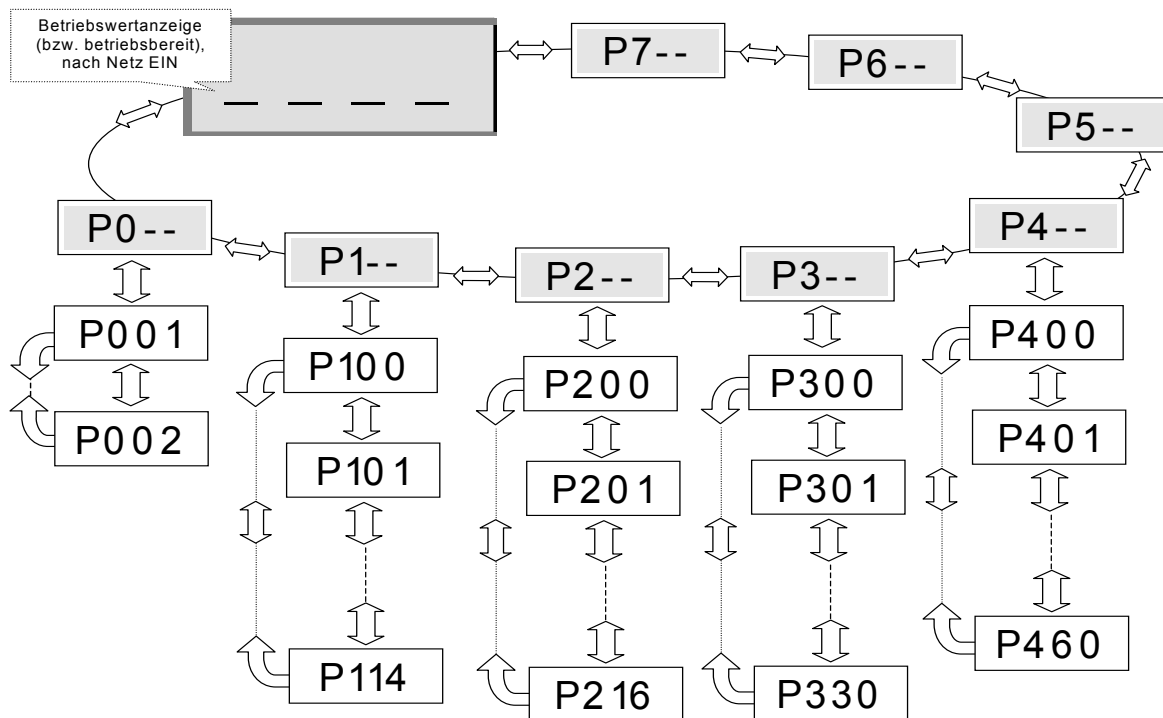 Betriebswertanzeige
(bzw. betriebsbereit),
nach Netz EIN
_ _ _ _
P7--
P6--
P5--
P0--
P1--
P2--
P3--
P4--
P001
P002
P100
P101
P114
P200
P201
P216
P300
P301
P330
P400
P401
P460